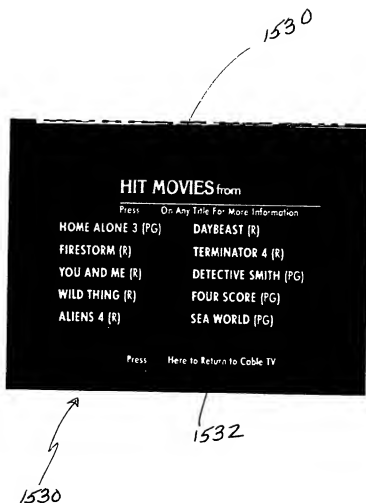 1530
HIT MOVIES from
Press On Any Title For More Information
HOME ALONE 3 (PG) DAYBEAST (R)
FIRESTORM (R) TERMINATOR 4 (R)
YOU AND ME (R) DETECTIVE SMITH (PG)
WILD THING (R) FOUR SCORE (PG)
ALIENS 4 (R) SEA WORLD (PG)
Press Here to Return to Cable TV
1532
1530